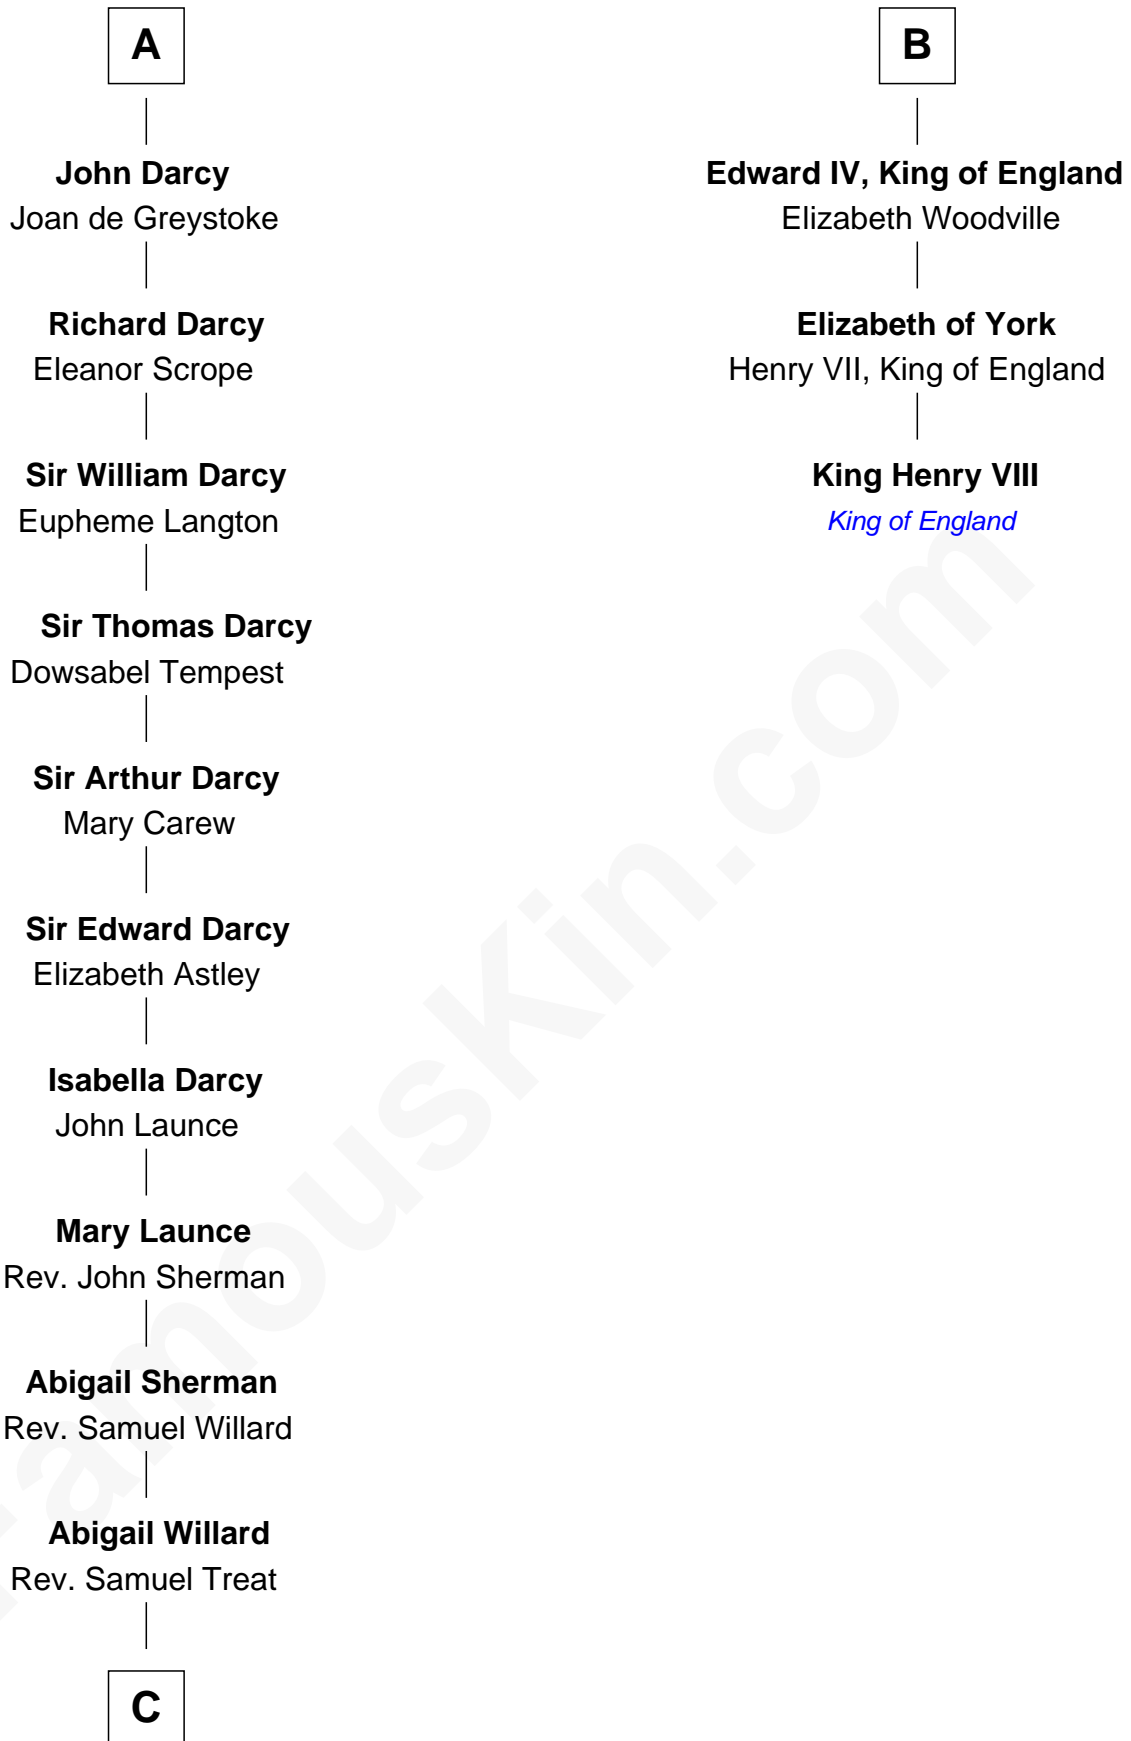 A
John Darcy
Joan de Greystoke
Richard Darcy
Eleanor Scrope
Sir William Darcy
Eupheme Langton
Sir Thomas Darcy
Dowsabel Tempest
Sir Arthur Darcy
Mary Carew
Sir Edward Darcy
Elizabeth Astley
Isabella Darcy
John Launce
Mary Launce
Rev. John Sherman
Abigail Sherman
Rev. Samuel Willard
Abigail Willard
Rev. Samuel Treat
C
B
Edward IV, King of England
Elizabeth Woodville
Elizabeth of York
Henry VII, King of England
King Henry VIII
King of England
FamousKin.com